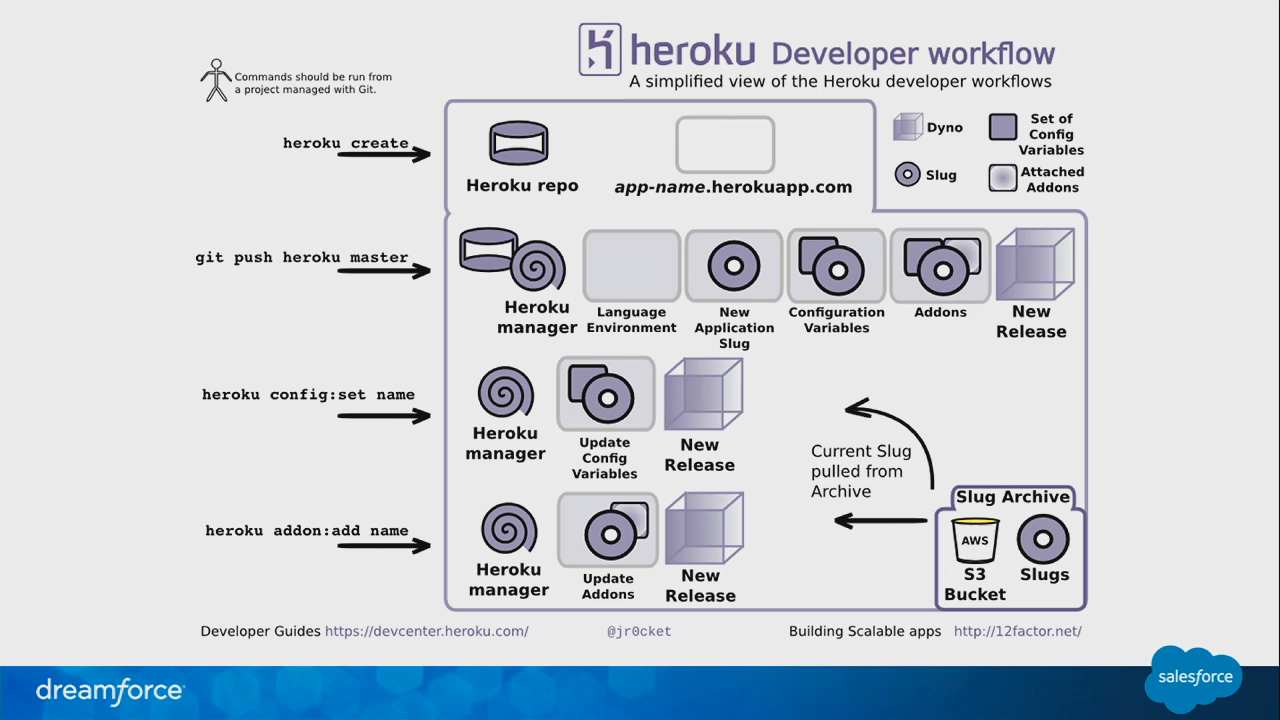 heroku Developer workflow
A simplified view of the Heroku developer workflows
Commands should be run from
a project managed with Git.
heroku create
Heroku repo
app-name.herokuapp.com
Dyno
Set of
Config
Variables
Slug
Attached
Addons
git push heroku master
Heroku
manager
Language
Environment
New
Application
Slug
Configuration
Variables
Addons
New
Release
heroku config:set name
Heroku
manager
Update
Config
Variables
New
Release
Current Slug
pulled from
Archive
Slug Archive
AWS
S3
Bucket
Slugs
heroku addon:add name
Heroku
manager
Update
Addons
New
Release
Developer Guides https://devcenter.heroku.com/
@jr0cket
Building Scalable apps http://12factor.net/
dreamforce
salesforce